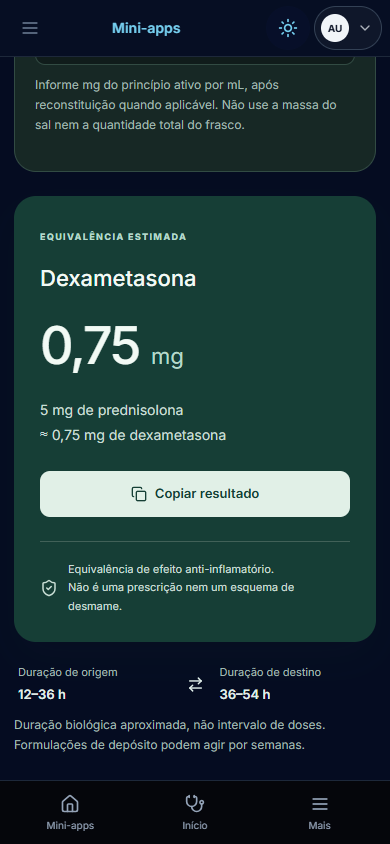 Mini-apps
AU
Informe mg do princípio ativo por mL, após
reconstituição quando aplicável. Não use a massa do
sal nem a quantidade total do frasco.
EQUIVALÊNCIA ESTIMADA
Dexametasona
0,75 mg
5 mg de prednisolona
≈ 0,75 mg de dexametasona
Copiar resultado
Equivalência de efeito anti-inflamatório.
Não é uma prescrição nem um esquema de
desmame.
Duração de origem
12–36 h
Duração de destino
36–54 h
Duração biológica aproximada, não intervalo de doses.
Formulações de depósito podem agir por semanas.
Mini-apps
Início
Mais